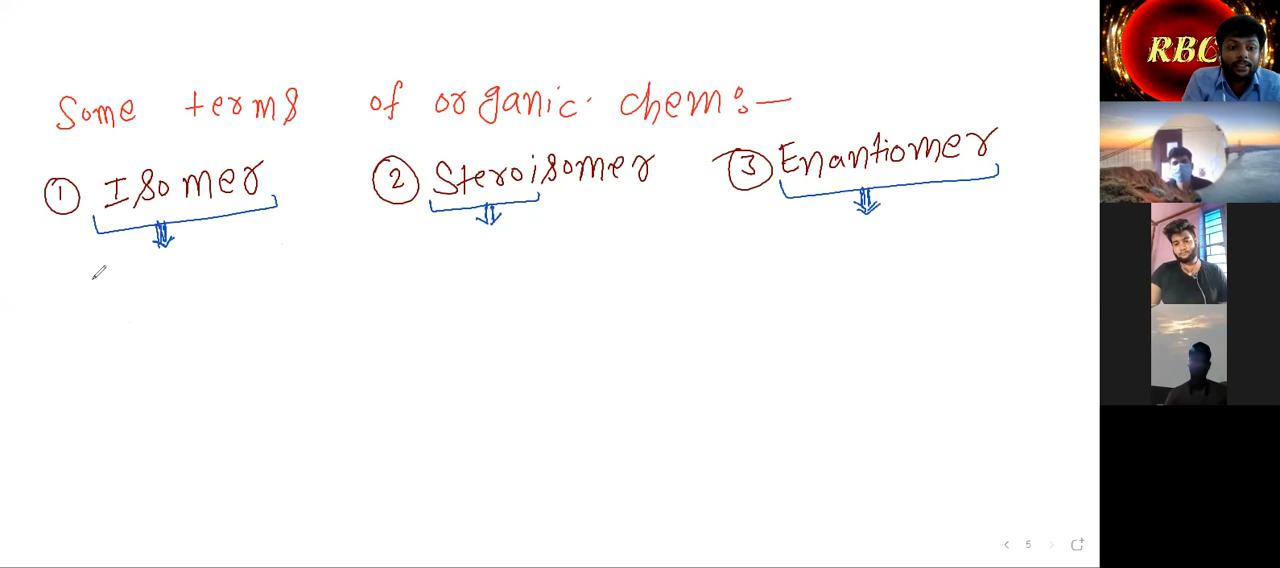 Some terms of organic chem:-
① Isomer ② Steroisomer ③ Enantiomer
RBC
5